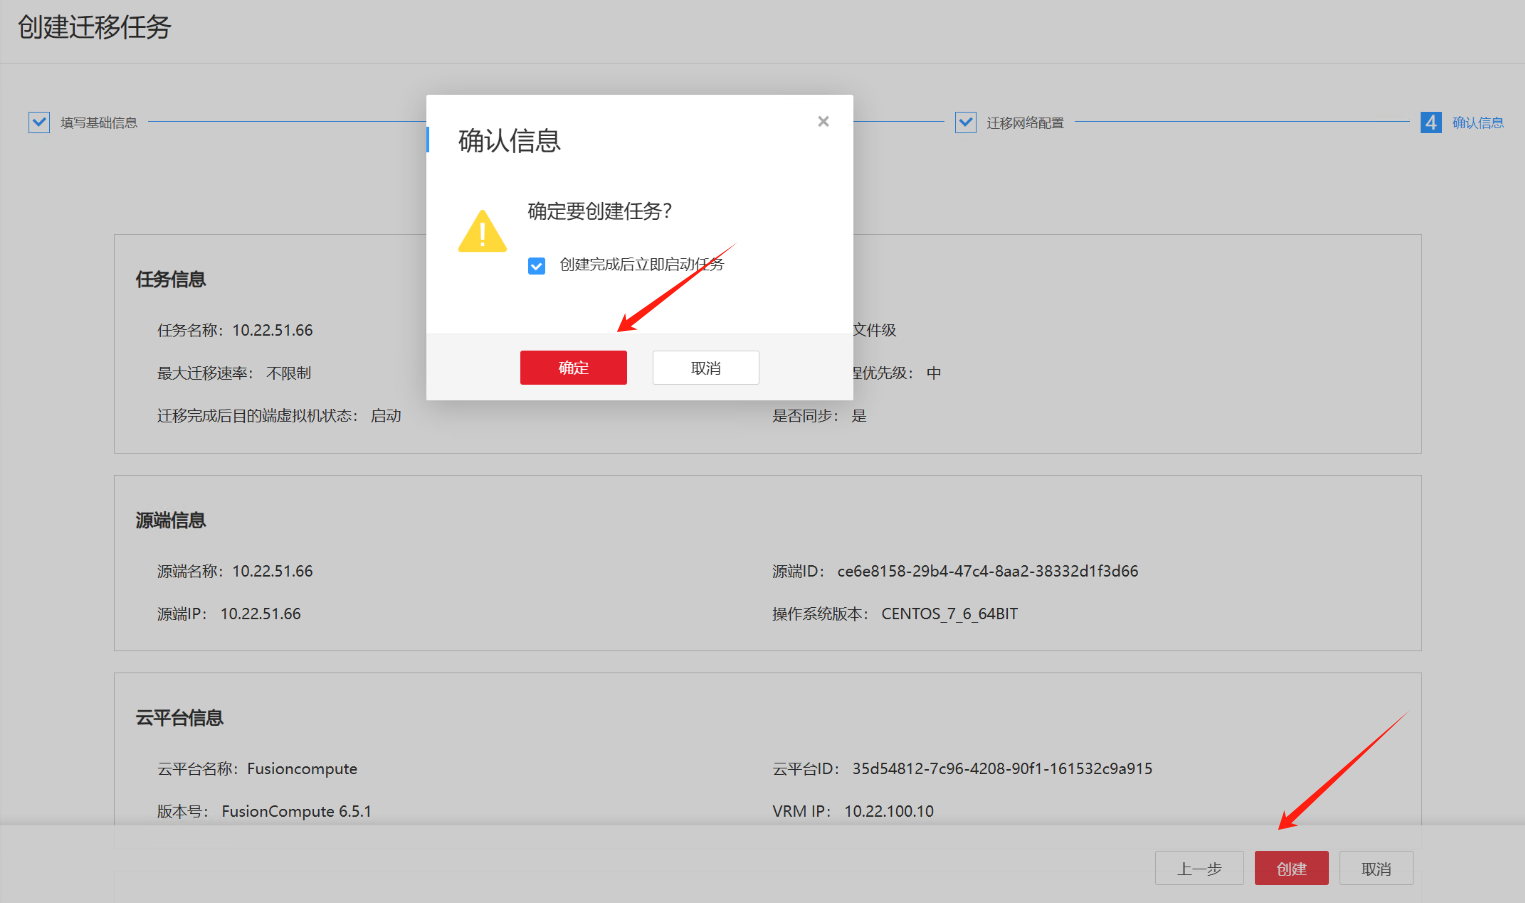 创建迁移任务
填写基础信息
迁移网络配置
4 确认信息
确认信息
×
确定要创建任务?
创建完成后立即启动任务
确定
取消
任务信息
任务名称: 10.22.51.66
文件级
最大迁移速率: 不限制
程优先级: 中
迁移完成后目的端虚拟机状态: 启动
是否同步: 是
源端信息
源端名称: 10.22.51.66
源端ID: ce6e8158-29b4-47c4-8aa2-38332d1f3d66
源端IP: 10.22.51.66
操作系统版本: CENTOS_7_6_64BIT
云平台信息
云平台名称: Fusioncompute
云平台ID: 35d54812-7c96-4208-90f1-161532c9a915
版本号: FusionCompute 6.5.1
VRM IP: 10.22.100.10
上一步
创建
取消